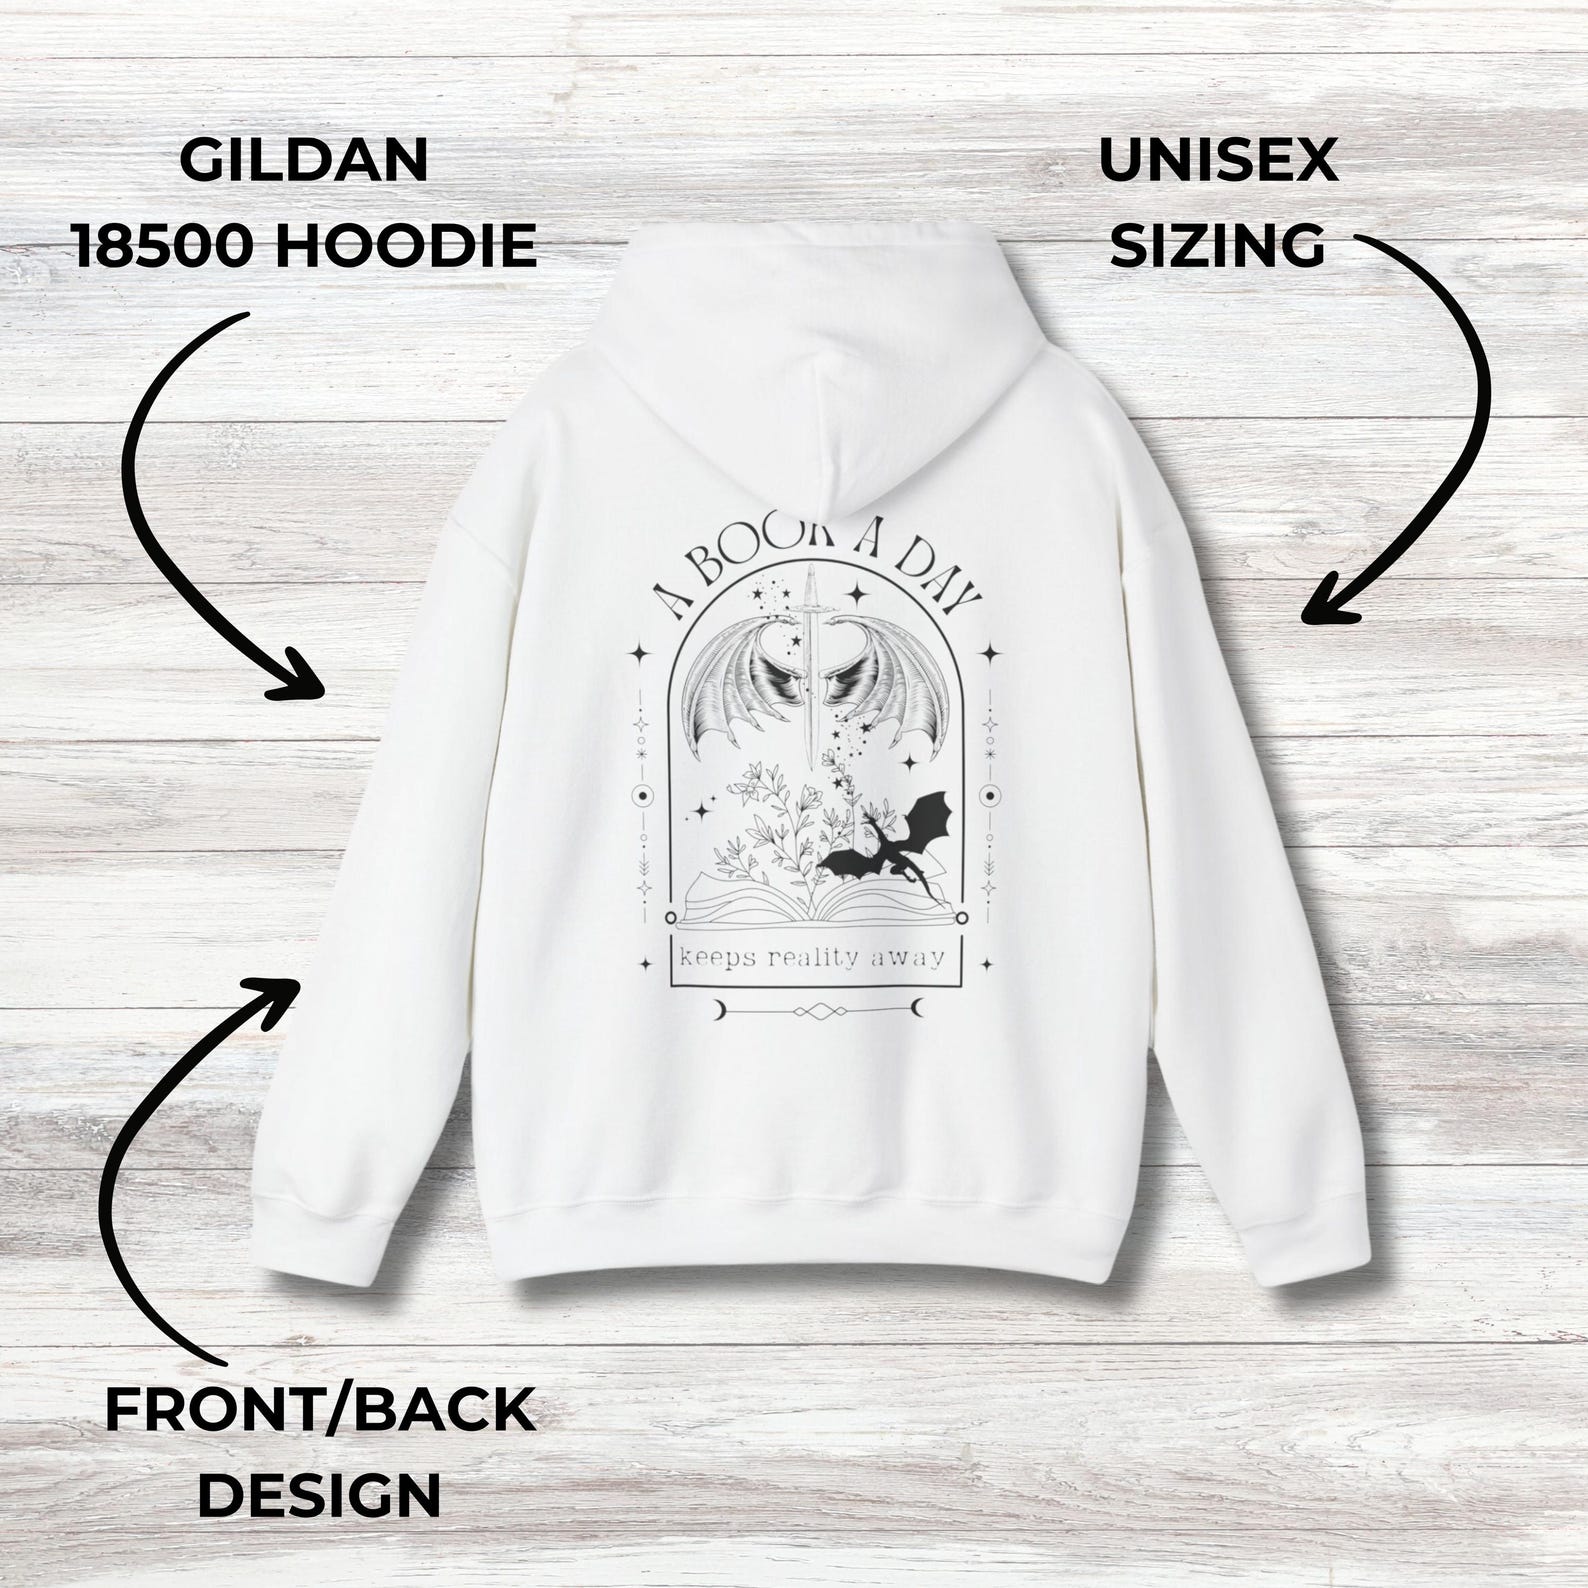 GILDAN
18500 HOODIE
UNISEX
SIZING
A BOOK A DAY
keeps reality away
FRONT/BACK
DESIGN